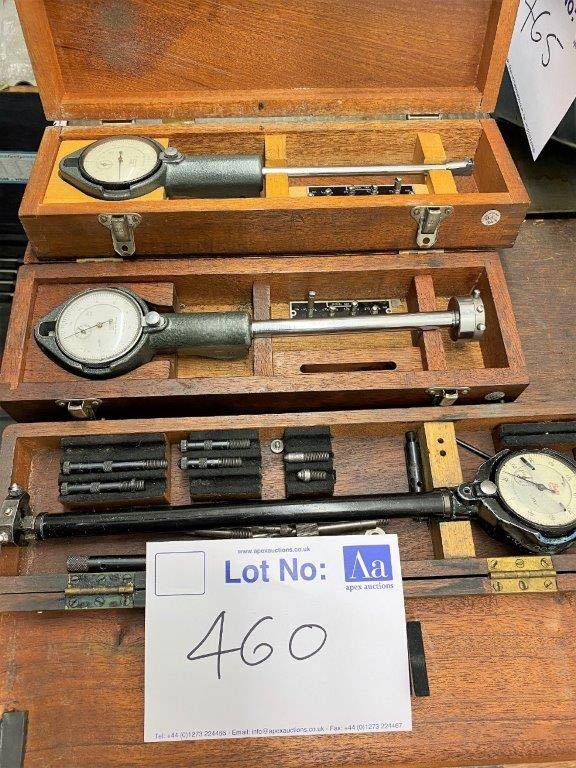 465
www.apexauctions.co.uk
Lot No:
Aa
apex auctions
460
Tel: +44 (0)1273 224466 - Email: info@apexauctions.co.uk - Fax: +44 (0)1273 224467